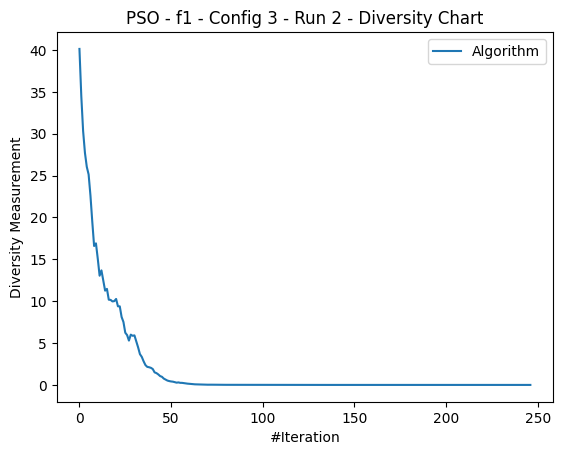 PSO - f1 - Config 3 - Run 2 - Diversity Chart
Algorithm
Diversity Measurement
40
35
30
25
20
15
10
5
0
0 50 100 150 200 250
#Iteration